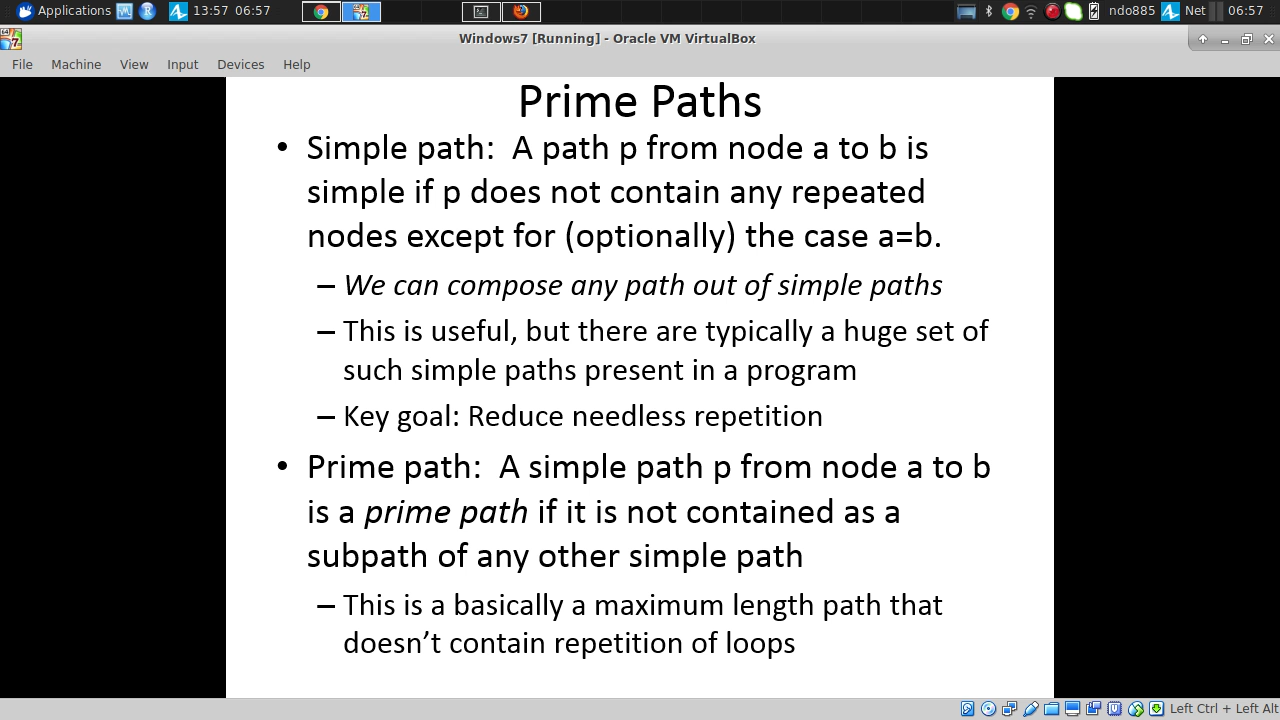 Applications 13:57 06:57 ndo885 Net 06:57
Windows7 [Running] - Oracle VM VirtualBox
File Machine View Input Devices Help
Prime Paths
• Simple path: A path p from node a to b is
simple if p does not contain any repeated
nodes except for (optionally) the case a=b.
– We can compose any path out of simple paths
– This is useful, but there are typically a huge set of
such simple paths present in a program
– Key goal: Reduce needless repetition
• Prime path: A simple path p from node a to b
is a prime path if it is not contained as a
subpath of any other simple path
– This is a basically a maximum length path that
doesn’t contain repetition of loops
Left Ctrl + Left Alt